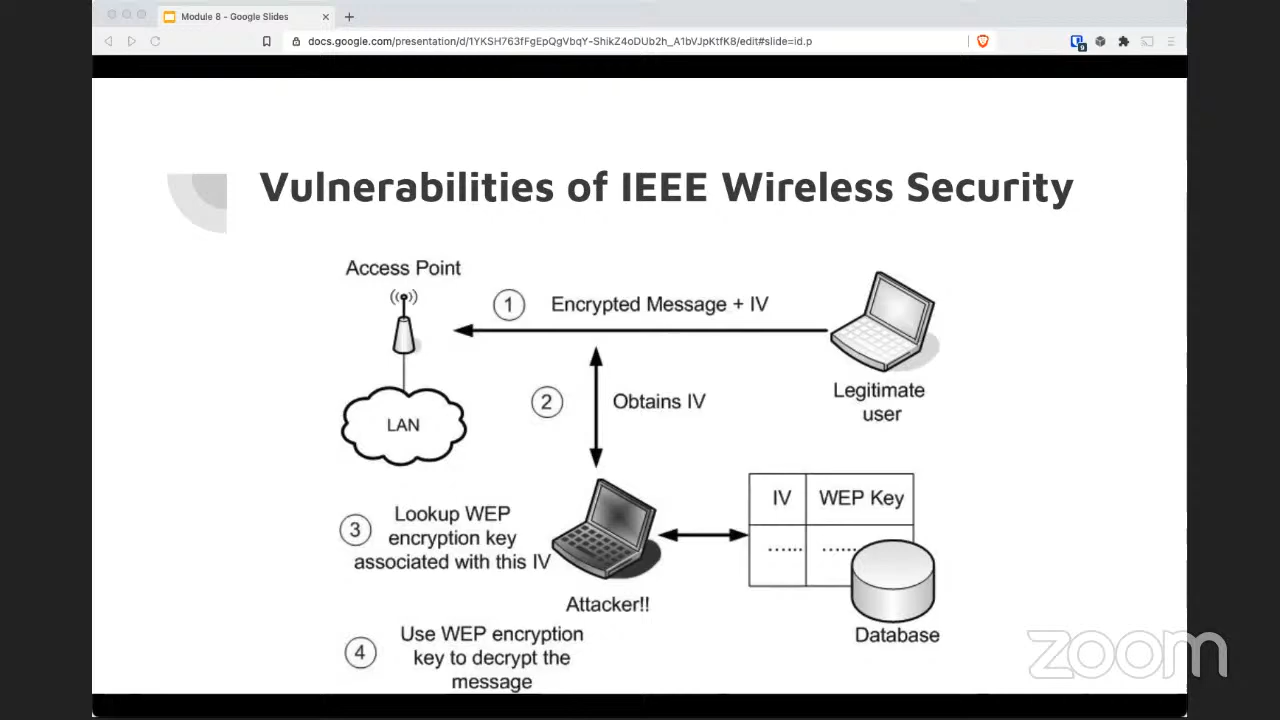 Module 8 - Google Slides
docs.google.com/presentation/d/1YKSH763fFgEpQgVbqY-ShikZ4oDUb2h_A1bVJpKtfK8/edit#slide=id.p
9
Vulnerabilities of IEEE Wireless Security
Access Point
1 Encrypted Message + IV
Legitimate
user
2 Obtains IV
LAN
3
Lookup WEP
encryption key
associated with this IV
Attacker!!
IV WEP Key
...... ......
Database
4
Use WEP encryption
key to decrypt the
message
zoom